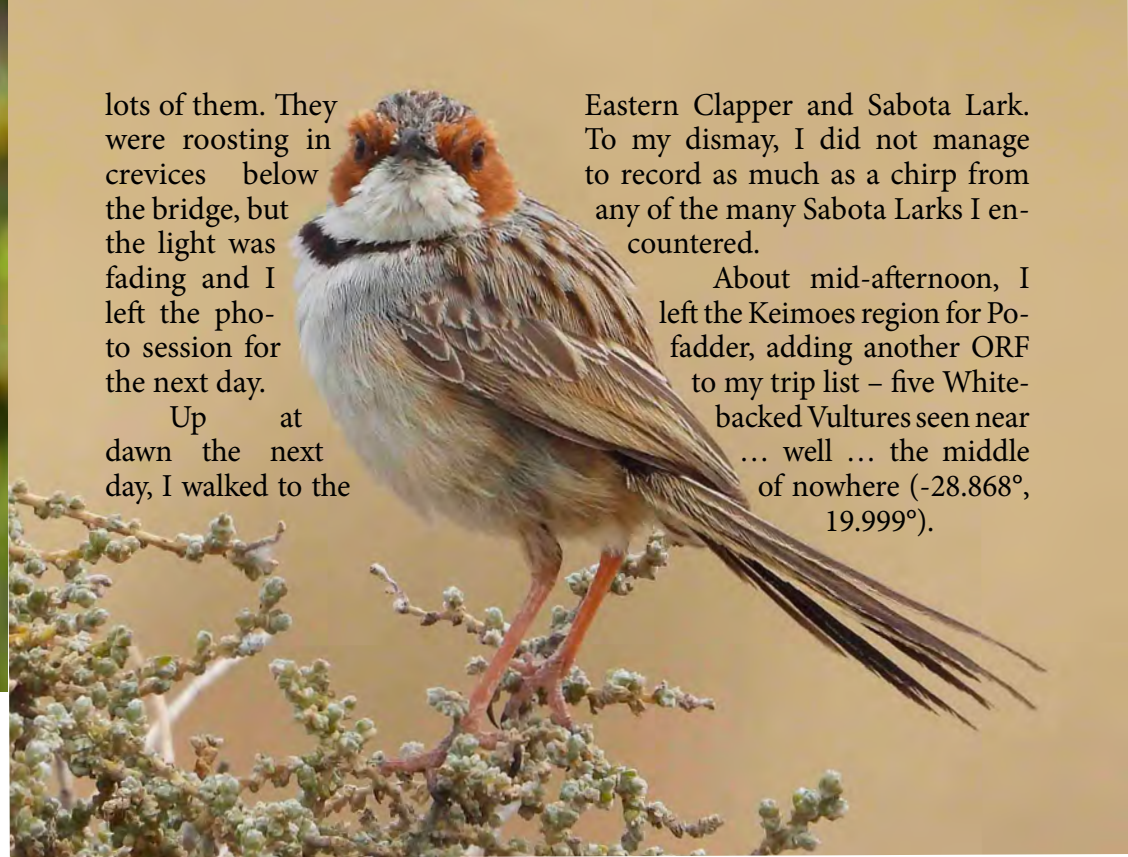 lots of them. They
were roosting in
crevices below
the bridge, but
the light was
fading and I
left the pho-
to session for
the next day.
Up at
dawn the next
day, I walked to the
Eastern Clapper and Sabota Lark.
To my dismay, I did not manage
to record as much as a chirp from
any of the many Sabota Larks I en-
countered.
About mid-afternoon, I
left the Keimoes region for Po-
fadder, adding another ORF
to my trip list – five White-
backed Vultures seen near
… well … the middle
of nowhere (-28.868°,
19.999°).